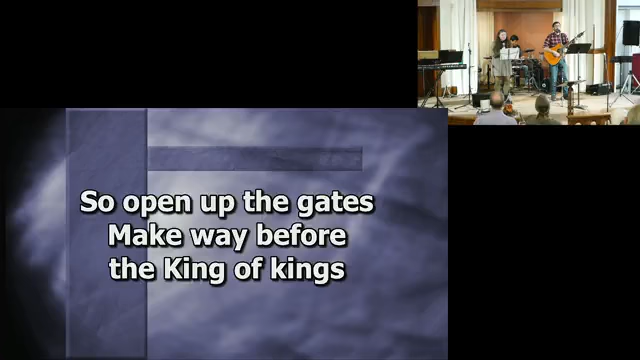 So open up the gates
Make way before
the King of kings